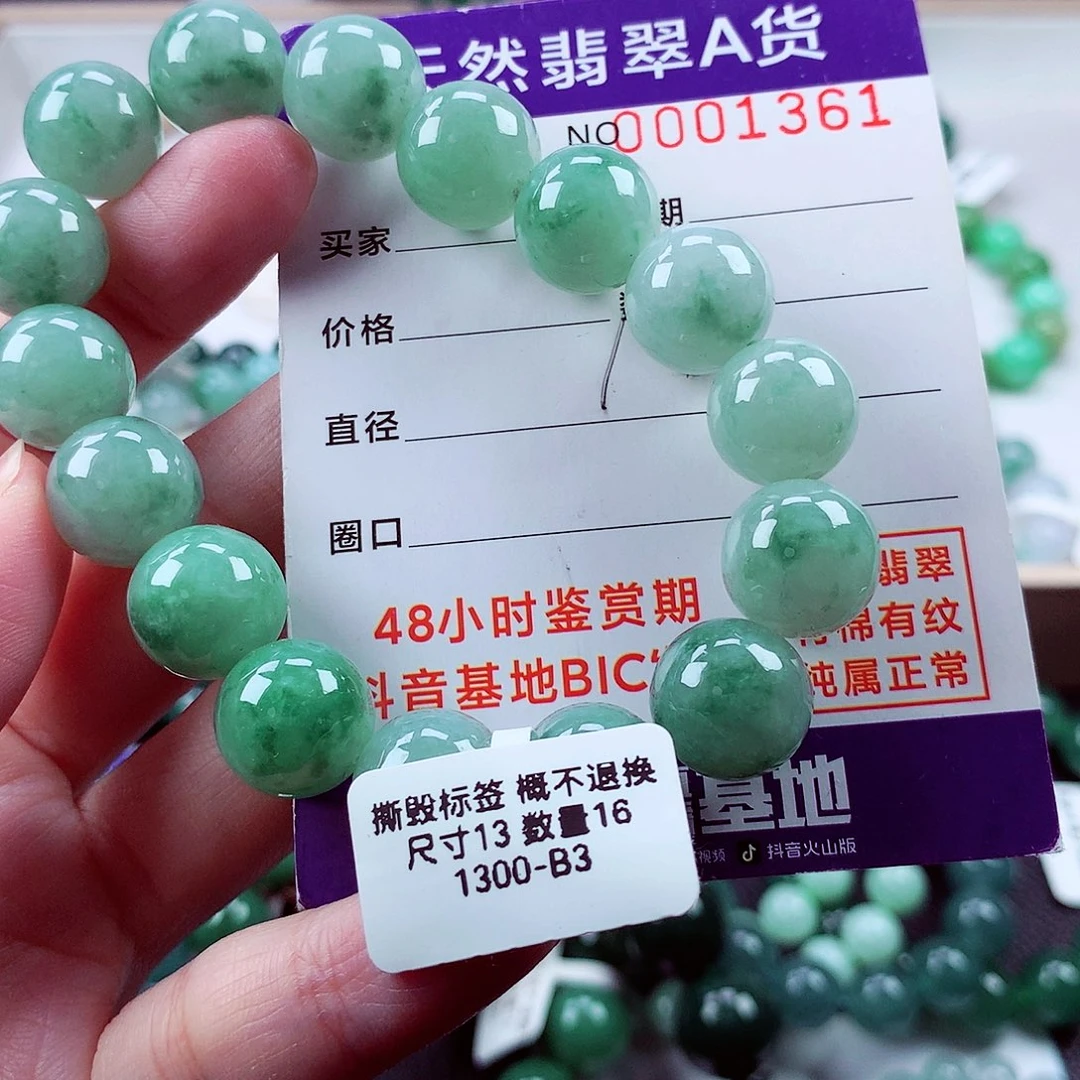 然翡翠A货
NO0001361
买家
期
价格
直径
圈口
48小时鉴赏期
抖音基地BIC
翡翠
有棉有纹
纯属正常
基地
视频 抖音火山版
撕毁标签 概不退换
尺寸13 数量16
1300-B3